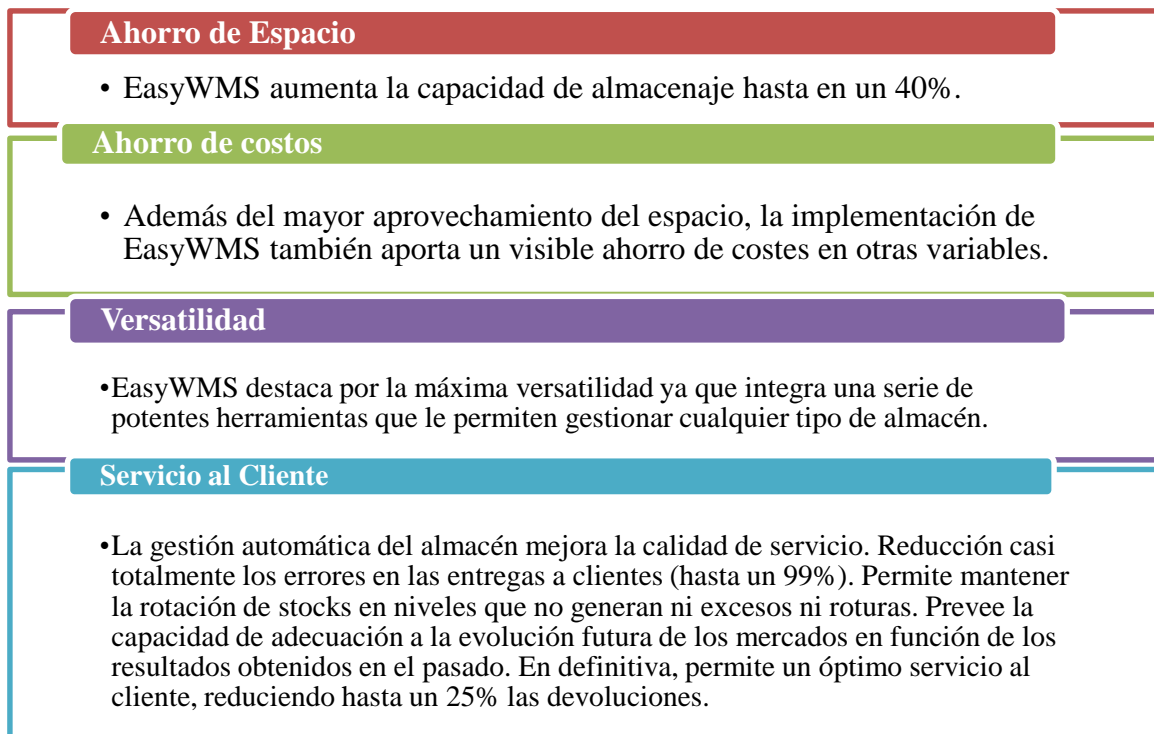 Ahorro de Espacio
• EasyWMS aumenta la capacidad de almacenaje hasta en un 40%.
Ahorro de costos
• Además del mayor aprovechamiento del espacio, la implementación de
EasyWMS también aporta un visible ahorro de costes en otras variables.
Versatilidad
•EasyWMS destaca por la máxima versatilidad ya que integra una serie de
potentes herramientas que le permiten gestionar cualquier tipo de almacén.
Servicio al Cliente
•La gestión automática del almacén mejora la calidad de servicio. Reducción casi
totalmente los errores en las entregas a clientes (hasta un 99%). Permite mantener
la rotación de stocks en niveles que no generan ni excesos ni roturas. Prevee la
capacidad de adecuación a la evolución futura de los mercados en función de los
resultados obtenidos en el pasado. En definitiva, permite un óptimo servicio al
cliente, reduciendo hasta un 25% las devoluciones.